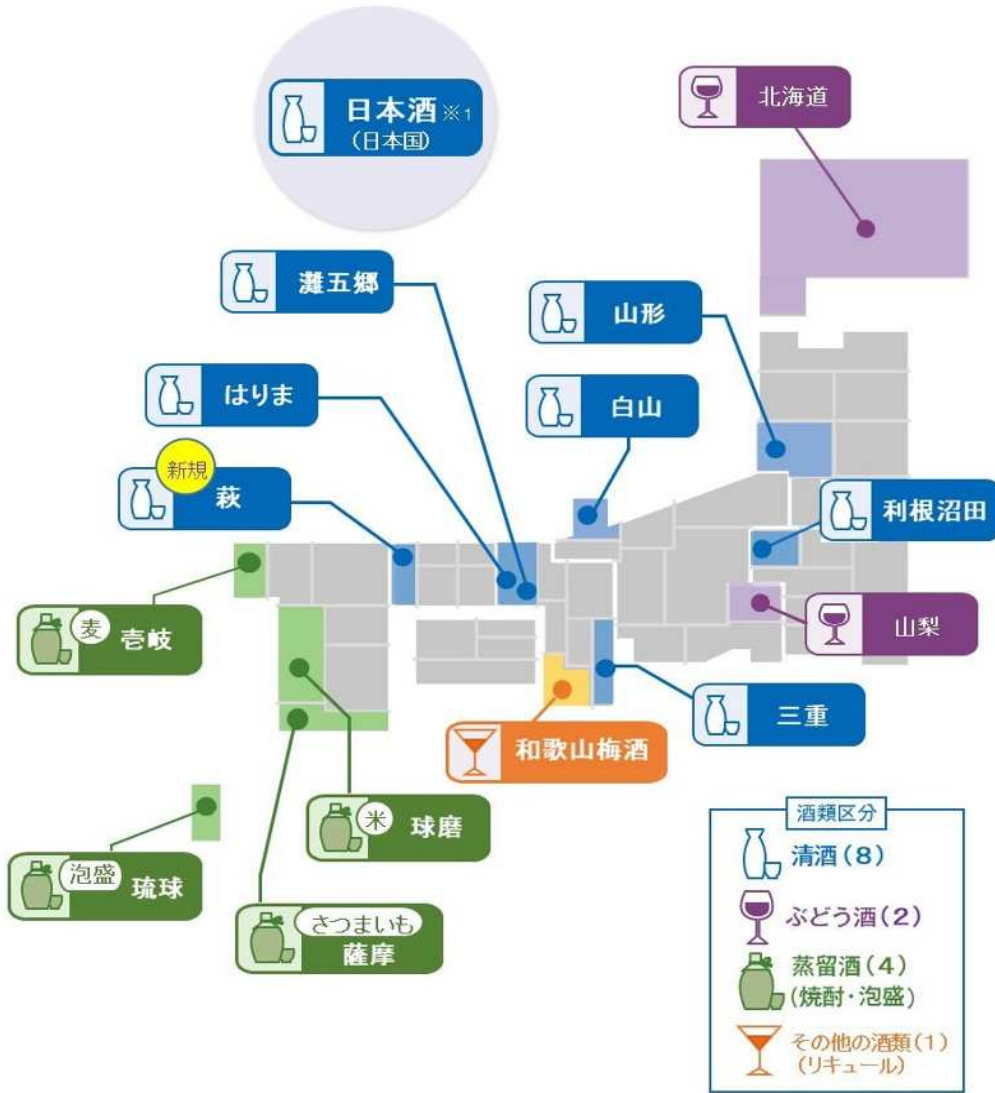 日本酒※1
(日本国)
北海道
灘五郷
山形
はりま
白山
新規
萩
利根沼田
麦
壱岐
山梨
三重
和歌山梅酒
米
球磨
泡盛
琉球
さつまいも
薩摩
酒類区分
清酒(8)
ぶどう酒(2)
蒸留酒(4)
(焼酎・泡盛)
その他の酒類(1)
(リキュール)